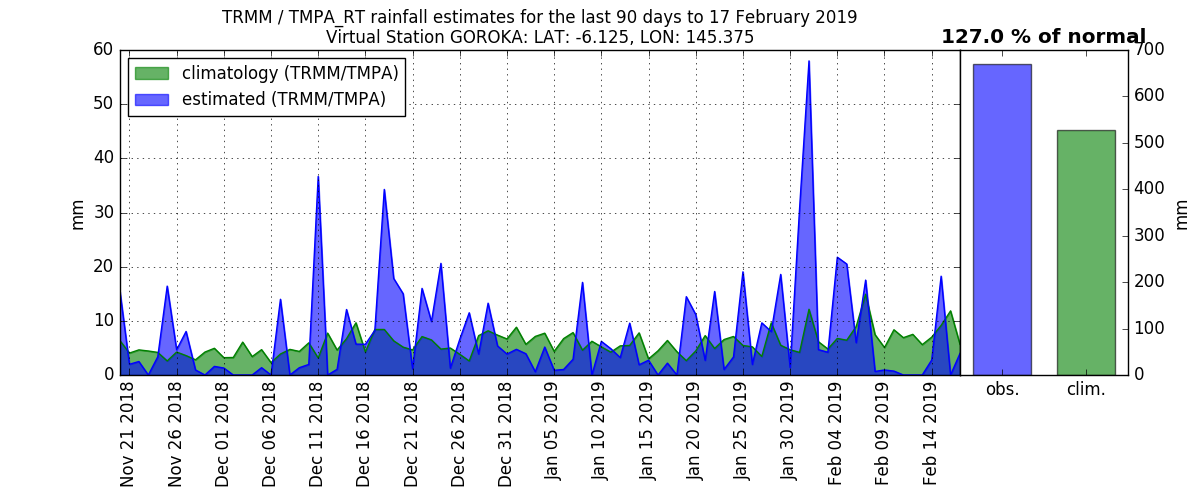 TRMM / TMPA_RT rainfall estimates for the last 90 days to 17 February 2019
Virtual Station GOROKA: LAT: -6.125, LON: 145.375
127.0 % of normal
climatology (TRMM/TMPA)
estimated (TRMM/TMPA)
60
50
40
30
20
10
0
mm
Nov 21 2018
Nov 26 2018
Dec 01 2018
Dec 06 2018
Dec 11 2018
Dec 16 2018
Dec 21 2018
Dec 26 2018
Dec 31 2018
Jan 05 2019
Jan 10 2019
Jan 15 2019
Jan 20 2019
Jan 25 2019
Jan 30 2019
Feb 04 2019
Feb 09 2019
Feb 14 2019
obs.
clim.
700
600
500
400
300
200
100
0
mm